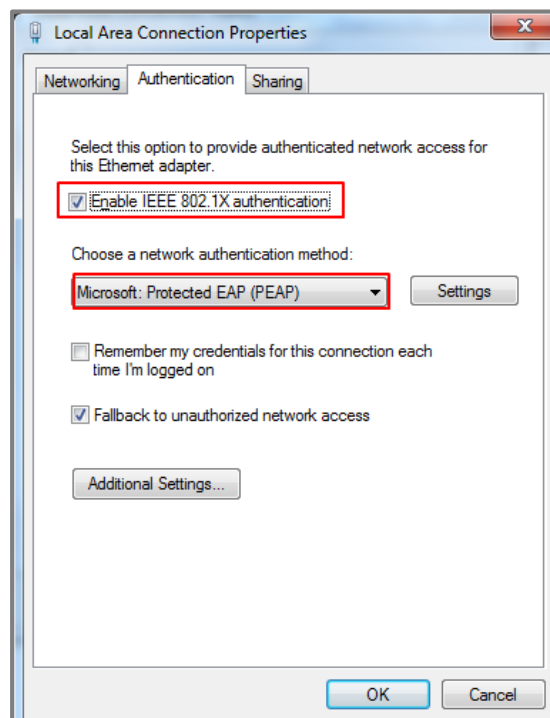 Local Area Connection Properties
Networking Authentication Sharing
Select this option to provide authenticated network access for
this Ethernet adapter.
Enable IEEE 802.1X authentication
Choose a network authentication method:
Microsoft: Protected EAP (PEAP) Settings
Remember my credentials for this connection each
time I'm logged on
Fallback to unauthorized network access
Additional Settings...
OK Cancel